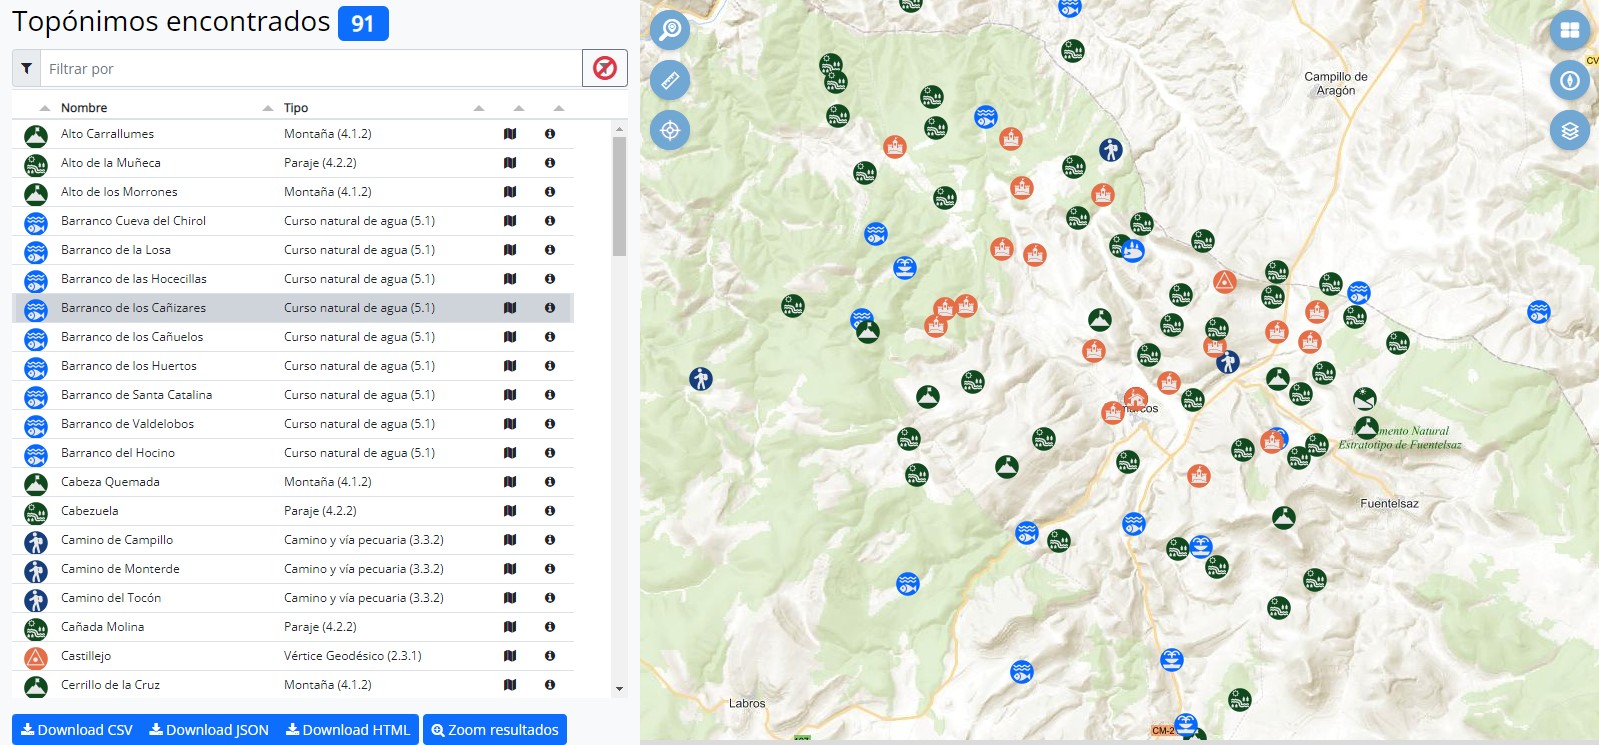 Topónimos encontrados 91
Filtrar por
Nombre Tipo
Alto Carrallumes Montaña (4.1.2)
Alto de la Muñeca Paraje (4.2.2)
Alto de los Morrones Montaña (4.1.2)
Barranco Cueva del Chirol Curso natural de agua (5.1)
Barranco de la Losa Curso natural de agua (5.1)
Barranco de las Hocecillas Curso natural de agua (5.1)
Barranco de los Cañizares Curso natural de agua (5.1)
Barranco de los Cañuelos Curso natural de agua (5.1)
Barranco de los Huertos Curso natural de agua (5.1)
Barranco de Santa Catalina Curso natural de agua (5.1)
Barranco de Valdelobos Curso natural de agua (5.1)
Barranco del Hocino Curso natural de agua (5.1)
Cabeza Quemada Montaña (4.1.2)
Cabezuela Paraje (4.2.2)
Camino de Campillo Camino y vía pecuaria (3.3.2)
Camino de Monterde Camino y vía pecuaria (3.3.2)
Camino del Tocón Camino y vía pecuaria (3.3.2)
Cañada Molina Paraje (4.2.2)
Castillejo Vértice Geodésico (2.3.1)
Cerrillo de la Cruz Montaña (4.1.2)
Download CSV Download JSON Download HTML Zoom resultados
Campillo de
Aragón
CV
Natural
Estratotipo de Fuentelsaz
Fuentelsaz
Labros
CM-2